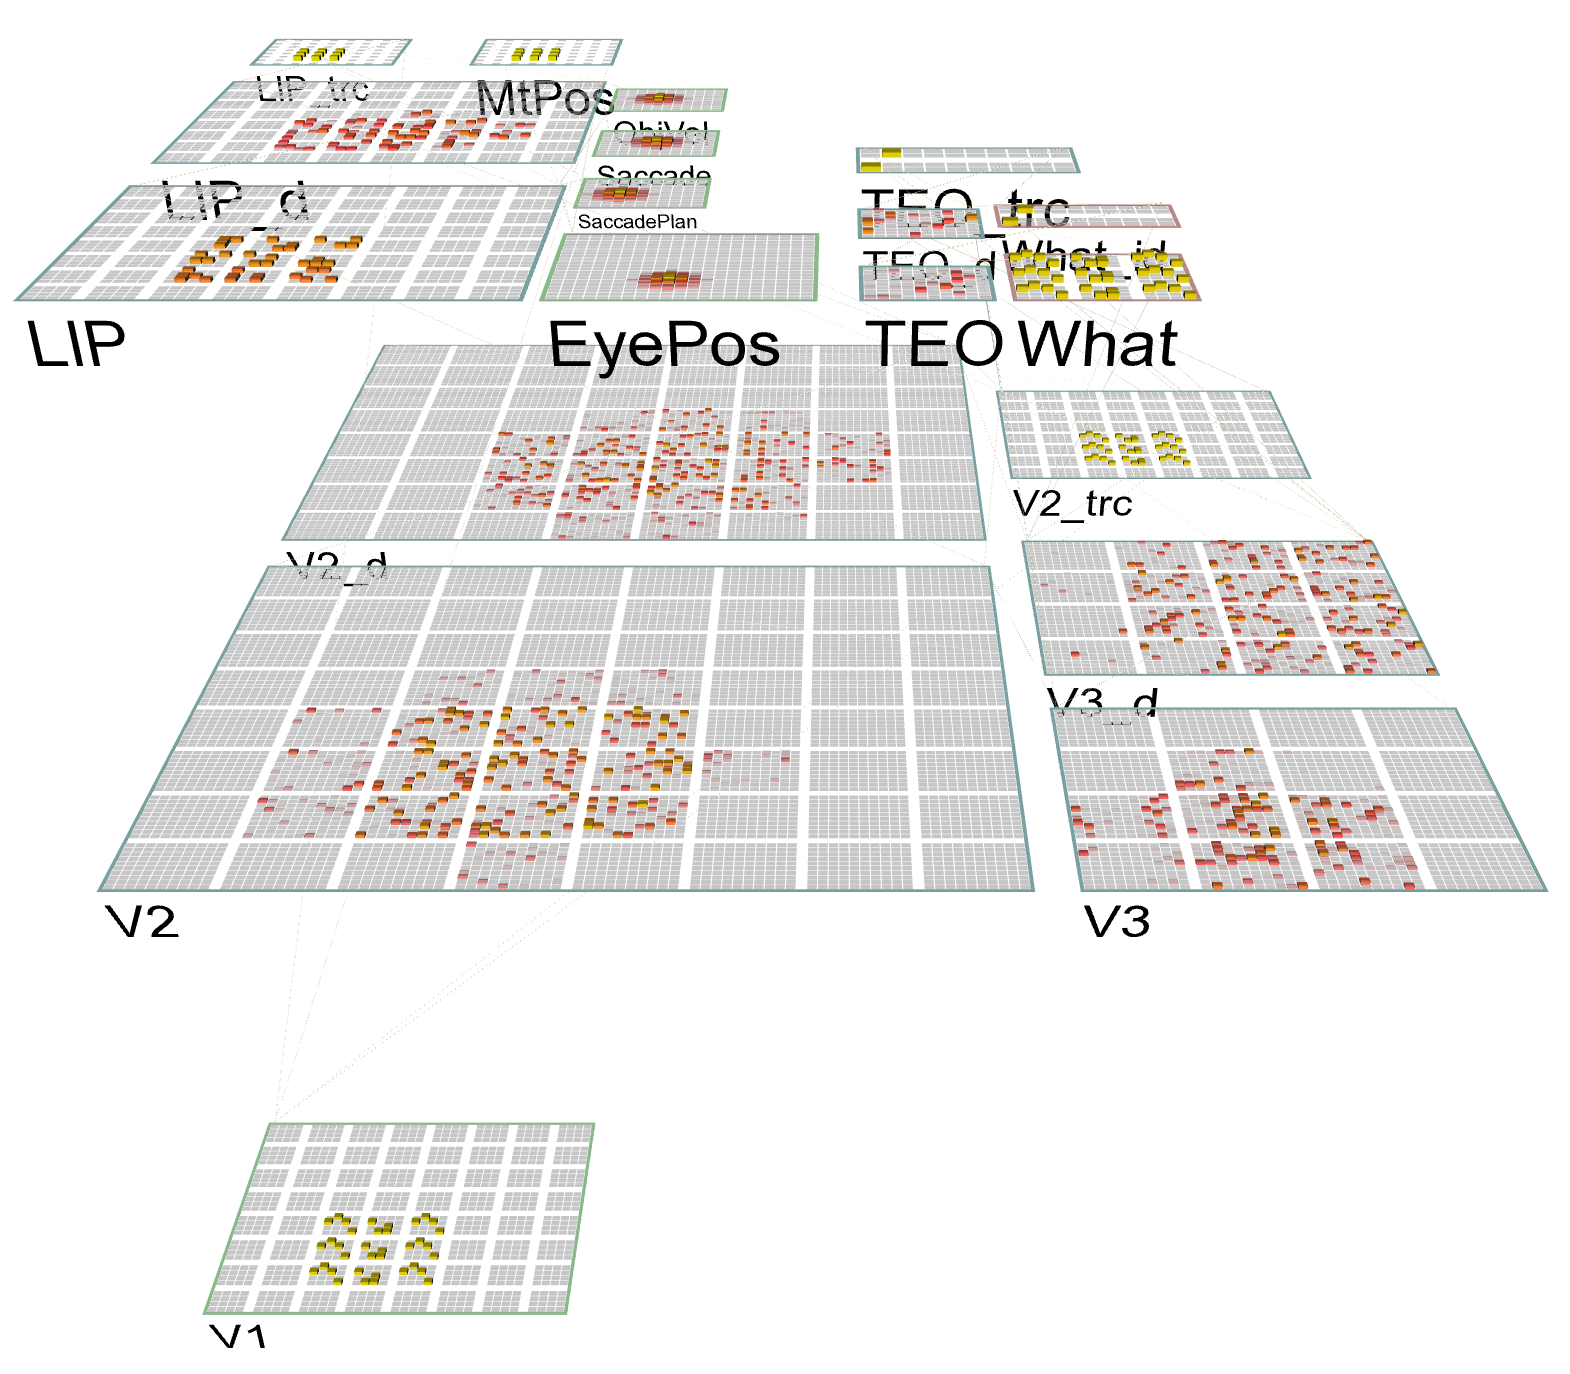 LIP_trc
MtPos
ObjVel
Saccade
LIP_d
TEO_trc
SaccadePlan
TEO_d
What_id
LIP
EyePos
TEO
What
V2_trc
V2_d
V3_d
V2
V3
V1